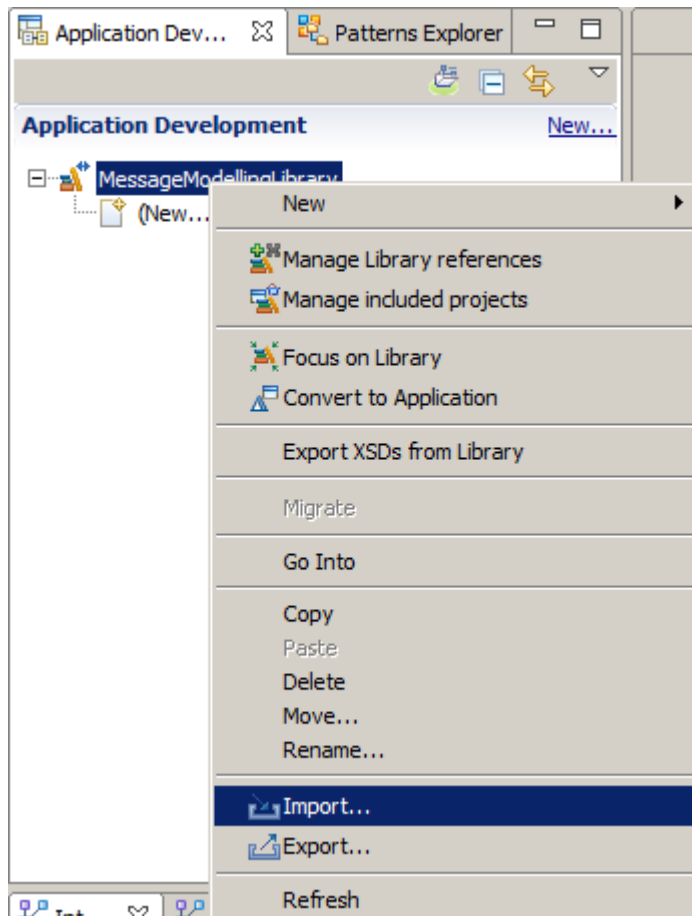 Application Dev... Patterns Explorer
Application Development New...
MessageModellingLibrary
(New...
New
Manage Library references
Manage included projects
Focus on Library
Convert to Application
Export XSDs from Library
Migrate
Go Into
Copy
Paste
Delete
Move...
Rename...
Import...
Export...
Refresh
Int...